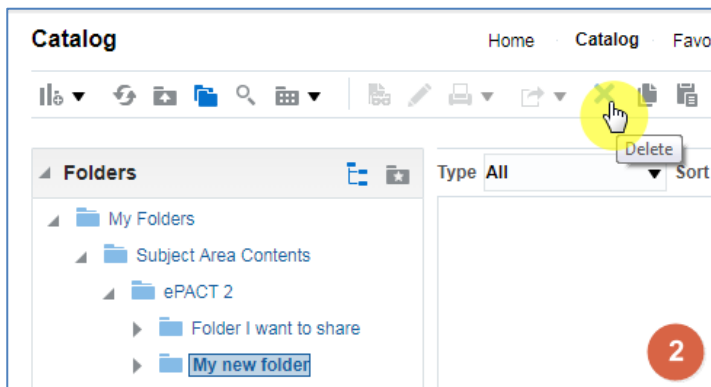 Catalog
Home Catalog Favo
Delete
Folders
Type All Sort
My Folders
Subject Area Contents
ePACT 2
Folder I want to share
My new folder
2